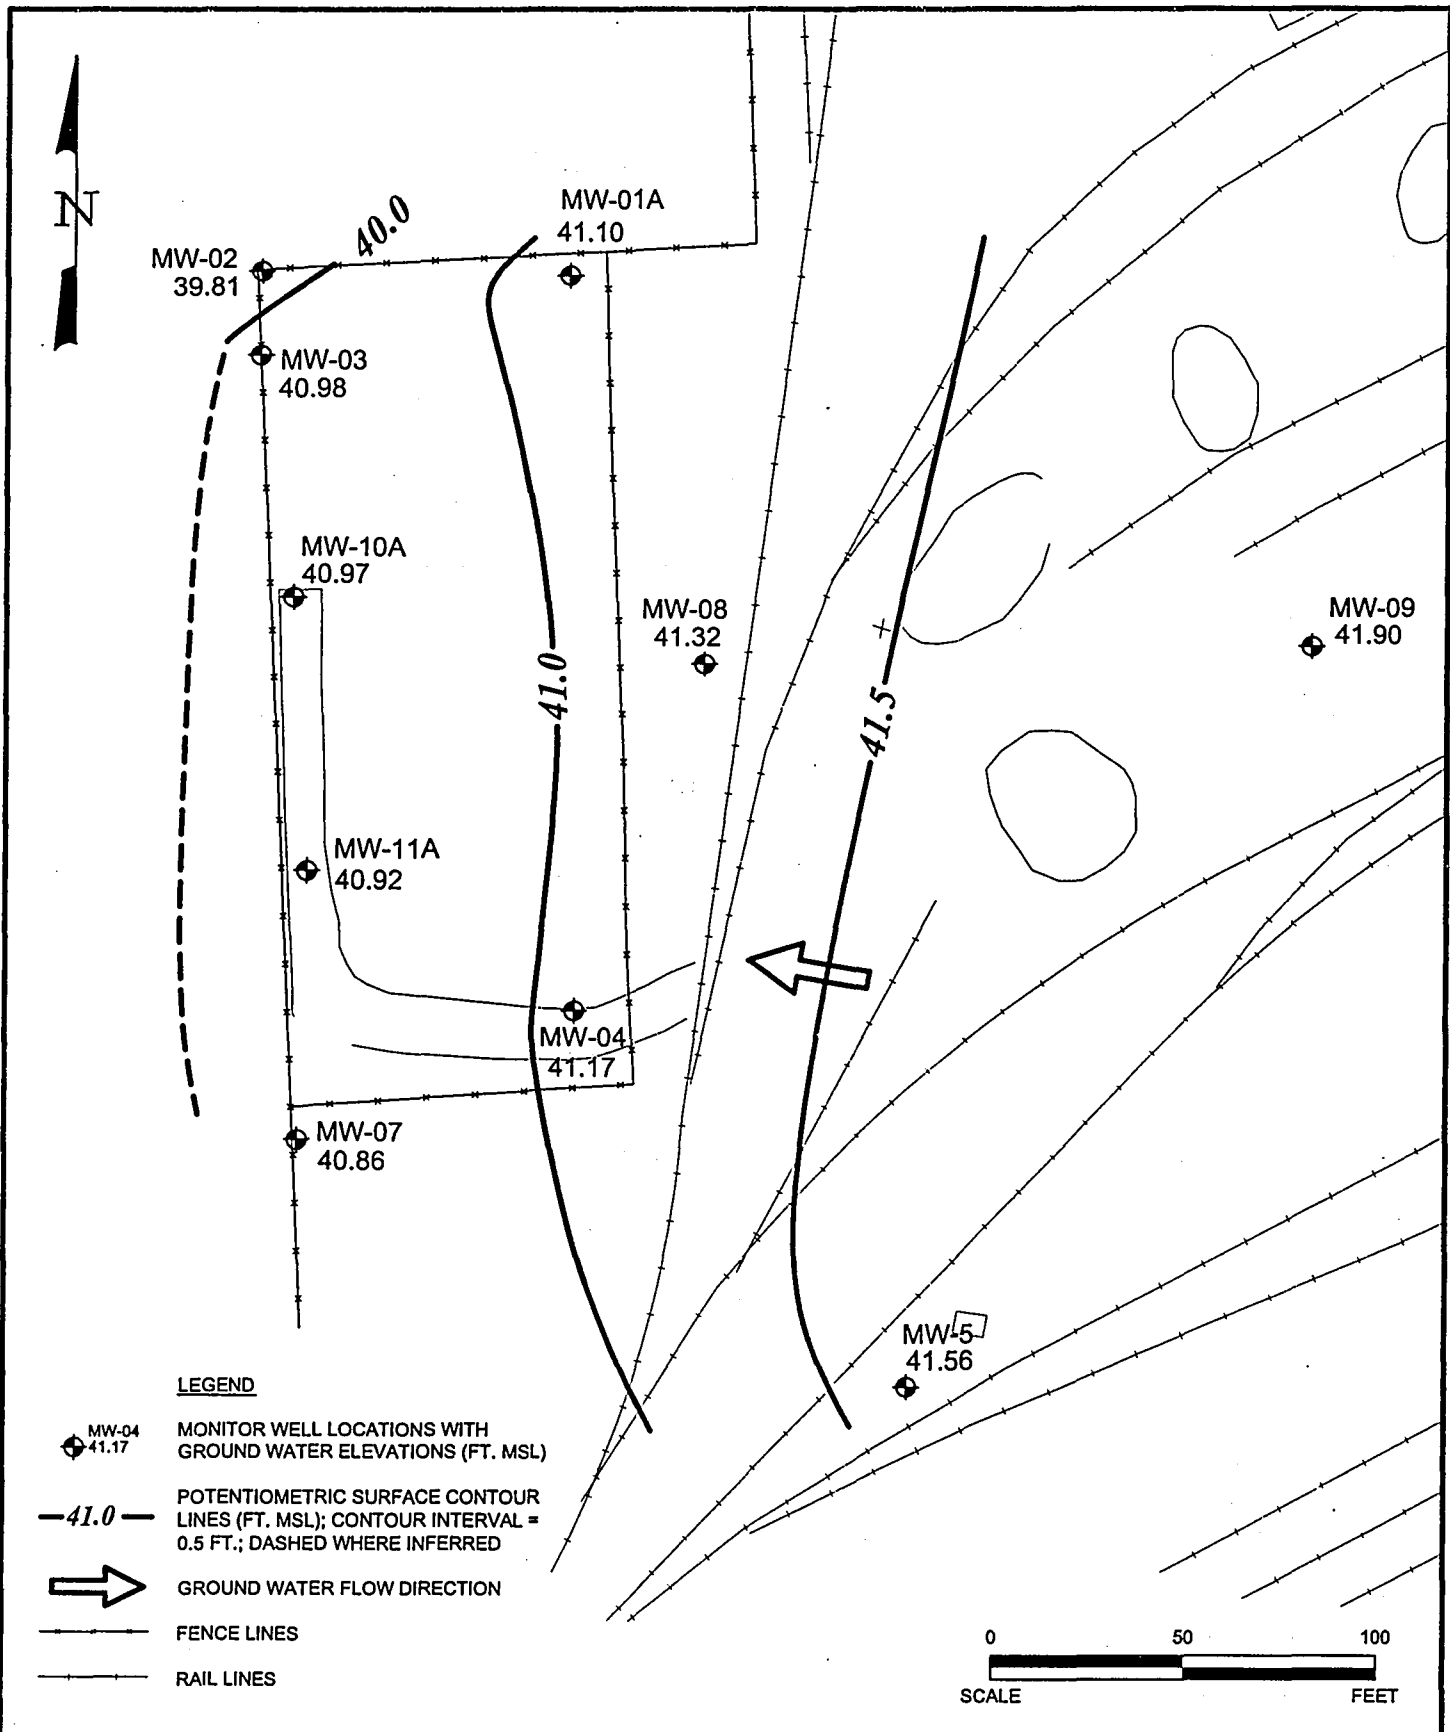 N
40.0
MW-01A
41.10
MW-02
39.81
MW-03
40.98
MW-10A
40.97
MW-08
41.32
MW-09
41.90
41.0
41.5
MW-11A
40.92
MW-04
41.17
MW-07
40.86
MW-5
41.56
LEGEND
MW-04
41.17
MONITOR WELL LOCATIONS WITH
GROUND WATER ELEVATIONS (FT. MSL)
41.0
POTENTIOMETRIC SURFACE CONTOUR
LINES (FT. MSL); CONTOUR INTERVAL =
0.5 FT.; DASHED WHERE INFERRED
GROUND WATER FLOW DIRECTION
FENCE LINES
RAIL LINES
0 50 100
SCALE FEET